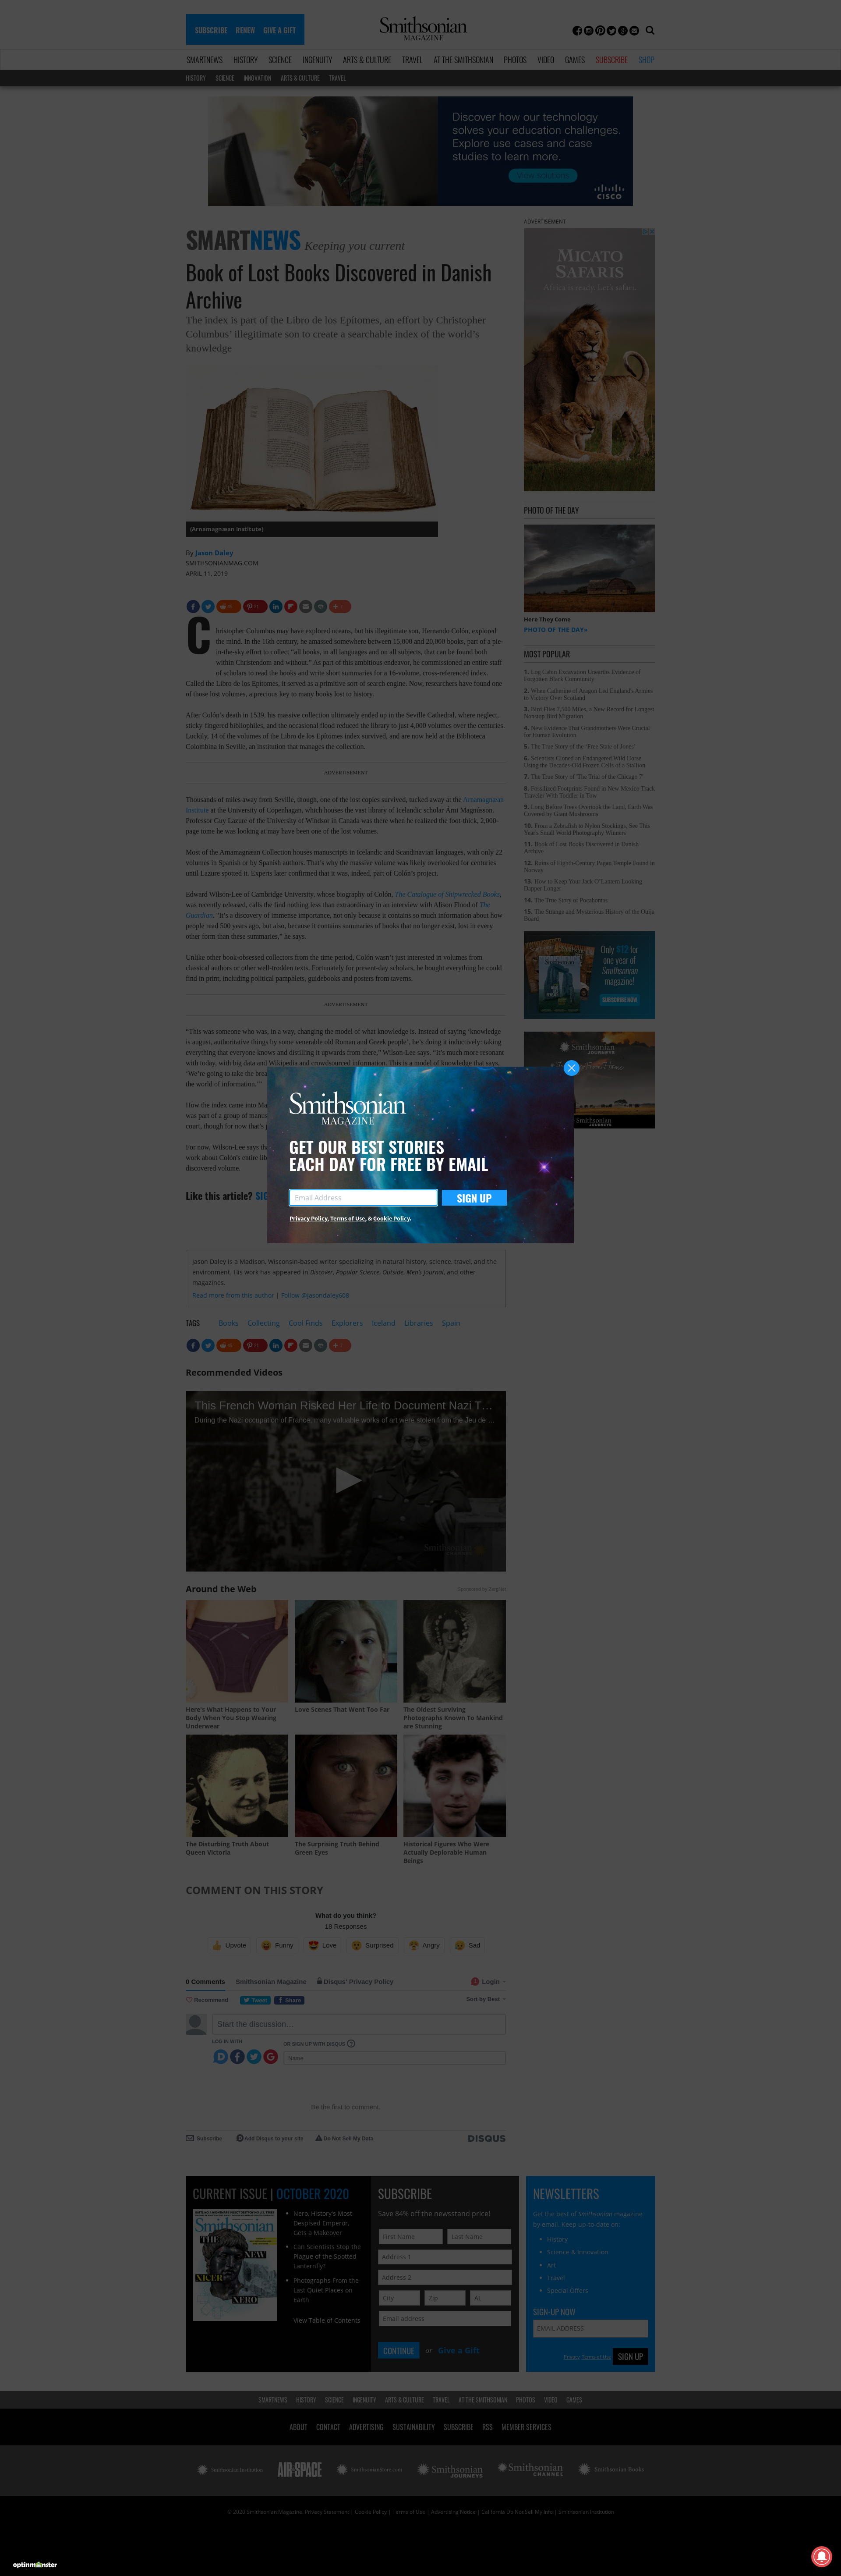 SUBSCRIBE RENEW GIVE A GIFT
Smithsonian
MAGAZINE
SMARTNEWS HISTORY SCIENCE INGENUITY ARTS & CULTURE TRAVEL AT THE SMITHSONIAN PHOTOS VIDEO GAMES SUBSCRIBE SHOP
HISTORY SCIENCE INNOVATION ARTS & CULTURE TRAVEL
Discover how our technology
solves your education challenges.
Explore use cases and case
studies to learn more.
CISCO
SMARTNEWS Keeping you current
Book of Lost Books Discovered in Danish
Archive
The index is part of the Libro de los Epitomes, an effort by Christopher
Columbus’ illegitimate son to create a searchable index of the world’s
knowledge
(Arnamagnæan Institute)
By Jason Daley
SMITHSONIANMAG.COM
APRIL 11, 2019
Christopher Columbus may have explored oceans, but his illegitimate son, Hernando Colón, explored
the mind. In the 16th century, he amassed somewhere between 15,000 and 20,000 books, part of a pie-
in-the-sky effort to collect “all books, in all languages and on all subjects, that can be found both
within Christendom and without.” As part of this ambitious endeavor, he commissioned an entire staff
of scholars to read the books and write short summaries for a 16-volume, cross-referenced index.
Called the Libro de los Epitomes, it served as a primitive sort of search engine. Now, researchers have found one
of those lost volumes, a precious key to many books lost to history.
After Colón’s death in 1539, his massive collection ultimately ended up in the Seville Cathedral, where neglect,
sticky-fingered bibliophiles, and the occasional flood reduced the library to just 4,000 volumes over the centuries.
Luckily, 14 of the volumes of the Libro de los Epitomes index survived, and are now held at the Biblioteca
Colombina in Seville, an institution that manages the collection.
ADVERTISEMENT
Thousands of miles away from Seville, though, one of the lost copies survived, tucked away at the Arnamagnæan
Institute at the University of Copenhagen, which houses the vast library of Icelandic scholar Árni Magnússon.
Professor Guy Lazure of the University of Windsor in Canada was there when he realized the foot-thick, 2,000-
page tome he was looking at may have been one of the lost volumes.
Most of the Arnamagnæan Collection houses manuscripts in Icelandic or Scandinavian languages, with only 22
volumes in Spanish or by Spanish authors. That’s why the massive volume was likely overlooked for centuries
until Lazure spotted it. Experts later confirmed that it was, in fact, part of Colón’s project.
Edward Wilson-Lee of Cambridge University, whose biography of Colón, The Catalogue of Shipwrecked Books,
was recently released, calls the find nothing less than extraordinary in an interview with Alison Flood of The
Guardian. “It’s a discovery of immense importance, not only because it contains so much information about how
people read 500 years ago, but also, because it contains summaries of books that no longer exist, lost in every
other form than these summaries,” he says.
Unlike other book-obsessed collectors from the time period, Colón wasn’t just interested in volumes from
classical authors or other well-trodden texts. Fortunately for present-day scholars, he bought everything he could
find in print, including political pamphlets, guidebooks and posters from taverns.
ADVERTISEMENT
“This was someone who was, in a way, changing the model of what knowledge is. Instead of saying ‘knowledge
is august, authoritative things by some venerable old Roman and Greek people’, he’s doing it inductively: taking
everything that everyone knows and distilling it upwards from there,” Wilson-Lee says. “It’s much more resonant
with today, with big data and Wikipedia and crowdsourced information. This is a model of knowledge that says,
‘We’re going to take the brea
the world of information.’”
Now the index came into Ma
was part of a group of manus
court, though for now that’s
For now, Wilson-Lee says th
work about Colón’s entire lib
discovered volume.
Like this article? SIG
Smithsonian
MAGAZINE
GET OUR BEST STORIES
EACH DAY FOR FREE BY EMAIL
Email Address
SIGN UP
Privacy Policy, Terms of Use, & Cookie Policy.
Jason Daley is a Madison, Wisconsin-based writer specializing in natural history, science, travel, and the
environment. His work has appeared in Discover, Popular Science, Outside, Men’s Journal, and other
magazines.
Read more from this author | Follow @jasondaley608
TAGS Books Collecting Cool Finds Explorers Iceland Libraries Spain
Recommended Videos
This French Woman Risked Her Life to Document Nazi T...
During the Nazi occupation of France, many valuable works of art were stolen from the Jeu de ...
Around the Web
Here's What Happens to Your
Body When You Stop Wearing
Underwear
Love Scenes That Went Too Far
The Oldest Surviving
Photographs Known To Mankind
are Stunning
The Disturbing Truth About
Queen Victoria
The Surprising Truth Behind
Green Eyes
Historical Figures Who Were
Actually Deplorable Human
Beings
COMMENT ON THIS STORY
What do you think?
18 Responses
Upvote Funny Love Surprised Angry Sad
0 Comments Smithsonian Magazine Disqus' Privacy Policy Login
Recommend Tweet Share Sort by Best
Start the discussion…
LOG IN WITH
OR SIGN UP WITH DISQUS
Name
Be the first to comment.
Subscribe Add Disqus to your site Do Not Sell My Data
DISQUS
ADVERTISEMENT
MICATO
SAFARIS
PHOTO OF THE DAY
Here They Come
PHOTO OF THE DAY»
MOST POPULAR
1. Log Cabin Excavation Unearths Evidence of
Forgotten Black Community
2. When Catherine of Aragon Led England's Armies
to Victory Over Scotland
3. Bird Flies 7,500 Miles, a New Record for Longest
Nonstop Bird Migration
4. New Evidence That Grandmothers Were Crucial
for Human Evolution
5. The True Story of the ‘Free State of Jones’
6. Scientists Cloned an Endangered Wild Horse
Using the Decades-Old Frozen Cells of a Stallion
7. The True Story of 'The Trial of the Chicago 7'
8. Fossilized Footprints Found in New Mexico Track
Traveler With Toddler in Tow
9. Long Before Trees Overtook the Land, Earth Was
Covered by Giant Mushrooms
10. From a Zebrafish to Nylon Stockings, See This
Year's Small World Photography Winners
11. Book of Lost Books Discovered in Danish
Archive
12. Ruins of Eighth-Century Pagan Temple Found in
Norway
13. How to Keep Your Jack O'Lantern Looking
Dapper Longer
14. The True Story of Pocahontas
15. The Strange and Mysterious History of the Ouija
Board
Only $12 for
one year of
Smithsonian
magazine!
SUBSCRIBE NOW
Smithsonian
JOURNEYS
Smithsonian
JOURNEYS
CURRENT ISSUE | OCTOBER 2020
Smithsonian
THE
NEW
NICER
NERO
Nero, History’s Most
Despised Emperor,
Gets a Makeover
Can Scientists Stop the
Plague of the Spotted
Lanternfly?
Photographs From the
Last Quiet Places on
Earth
View Table of Contents
SUBSCRIBE
Save 84% off the newsstand price!
First Name Last Name
Address 1
Address 2
City Zip AL
Email address
CONTINUE or Give a Gift
NEWSLETTERS
Get the best of Smithsonian magazine
by email. Keep up-to-date on:
History
Science & Innovation
Art
Travel
Special Offers
SIGN-UP NOW
EMAIL ADDRESS
Privacy Terms of Use SIGN UP
SMARTNEWS HISTORY SCIENCE INGENUITY ARTS & CULTURE TRAVEL AT THE SMITHSONIAN PHOTOS VIDEO GAMES
ABOUT CONTACT ADVERTISING SUSTAINABILITY SUBSCRIBE RSS MEMBER SERVICES
Smithsonian Institution AIR&SPACE Smithsonian JOURNEYS Smithsonian CHANNEL Smithsonian Books
© 2020 Smithsonian Magazine. Privacy Statement | Cookie Policy | Terms of Use | Advertising Notice | California Do Not Sell My Info | Smithsonian Institution
optinmonster